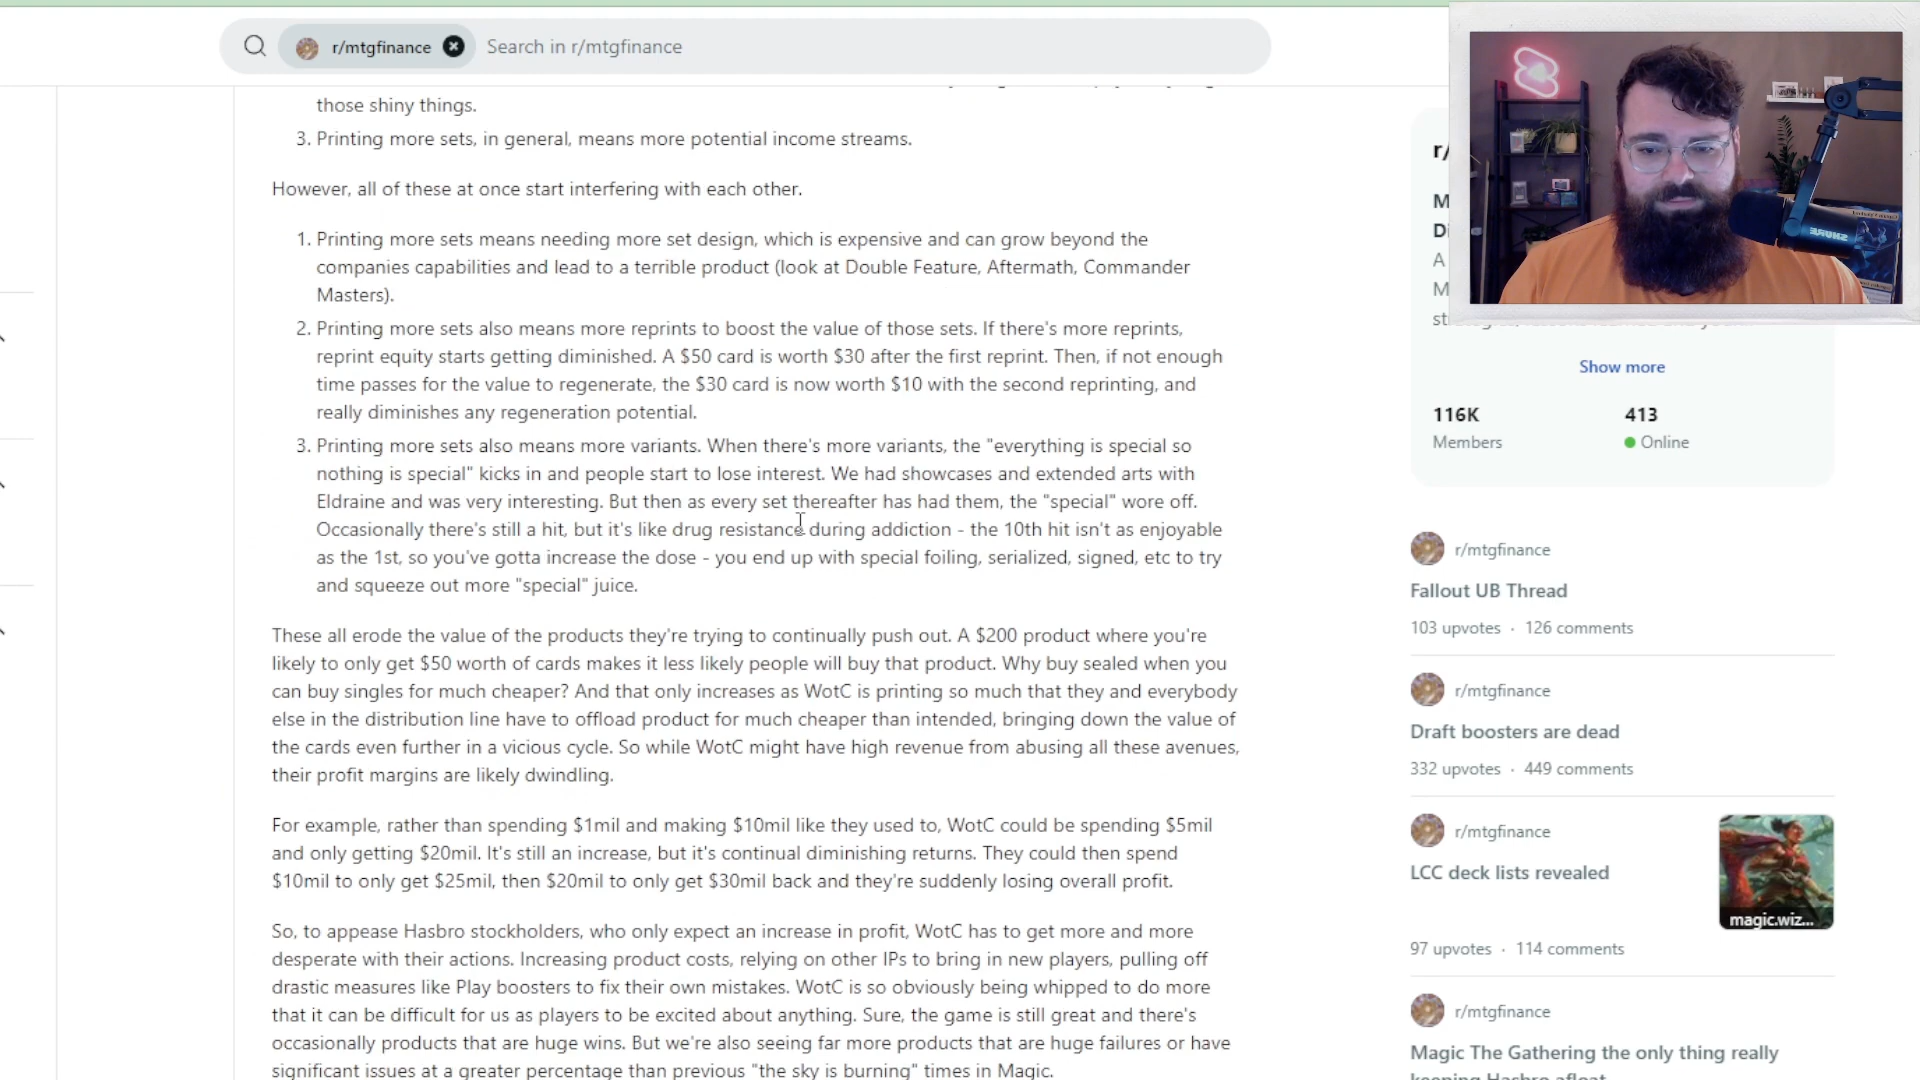 r/mtgfinance
Search in r/mtgfinance
those shiny things.
3. Printing more sets, in general, means more potential income streams.
However, all of these at once start interfering with each other.
1. Printing more sets means needing more set design, which is expensive and can grow beyond the
companies capabilities and lead to a terrible product (look at Double Feature, Aftermath, Commander
Masters).
2. Printing more sets also means more reprints to boost the value of those sets. If there's more reprints,
reprint equity starts getting diminished. A $50 card is worth $30 after the first reprint. Then, if not enough
time passes for the value to regenerate, the $30 card is now worth $10 with the second reprinting, and
really diminishes any regeneration potential.
3. Printing more sets also means more variants. When there's more variants, the "everything is special so
nothing is special" kicks in and people start to lose interest. We had showcases and extended arts with
Eldraine and was very interesting. But then as every set thereafter has had them, the "special" wore off.
Occasionally there's still a hit, but it's like drug resistance during addiction - the 10th hit isn't as enjoyable
as the 1st, so you've gotta increase the dose - you end up with special foiling, serialized, signed, etc to try
and squeeze out more "special" juice.
These all erode the value of the products they're trying to continually push out. A $200 product where you're
likely to only get $50 worth of cards makes it less likely people will buy that product. Why buy sealed when you
can buy singles for much cheaper? And that only increases as WotC is printing so much that they and everybody
else in the distribution line have to offload product for much cheaper than intended, bringing down the value of
the cards even further in a vicious cycle. So while WotC might have high revenue from abusing all these avenues,
their profit margins are likely dwindling.
For example, rather than spending $1mil and making $10mil like they used to, WotC could be spending $5mil
and only getting $20mil. It's still an increase, but it's continual diminishing returns. They could then spend
$10mil to only get $25mil, then $20mil to only get $30mil back and they're suddenly losing overall profit.
So, to appease Hasbro stockholders, who only expect an increase in profit, WotC has to get more and more
desperate with their actions. Increasing product costs, relying on other IPs to bring in new players, pulling off
drastic measures like Play boosters to fix their own mistakes. WotC is so obviously being whipped to do more
that it can be difficult for us as players to be excited about anything. Sure, the game is still great and there's
occasionally products that are huge wins. But we're also seeing far more products that are huge failures or have
significant issues at a greater percentage than previous "the sky is burning" times in Magic.
r/
M
Di
A
M
SHURE
Show more
116K
Members
413
Online
r/mtgfinance
Fallout UB Thread
103 upvotes · 126 comments
r/mtgfinance
Draft boosters are dead
332 upvotes · 449 comments
r/mtgfinance
LCC deck lists revealed
magic.wiz...
97 upvotes · 114 comments
r/mtgfinance
Magic The Gathering the only thing really
keeping Hasbro afloat